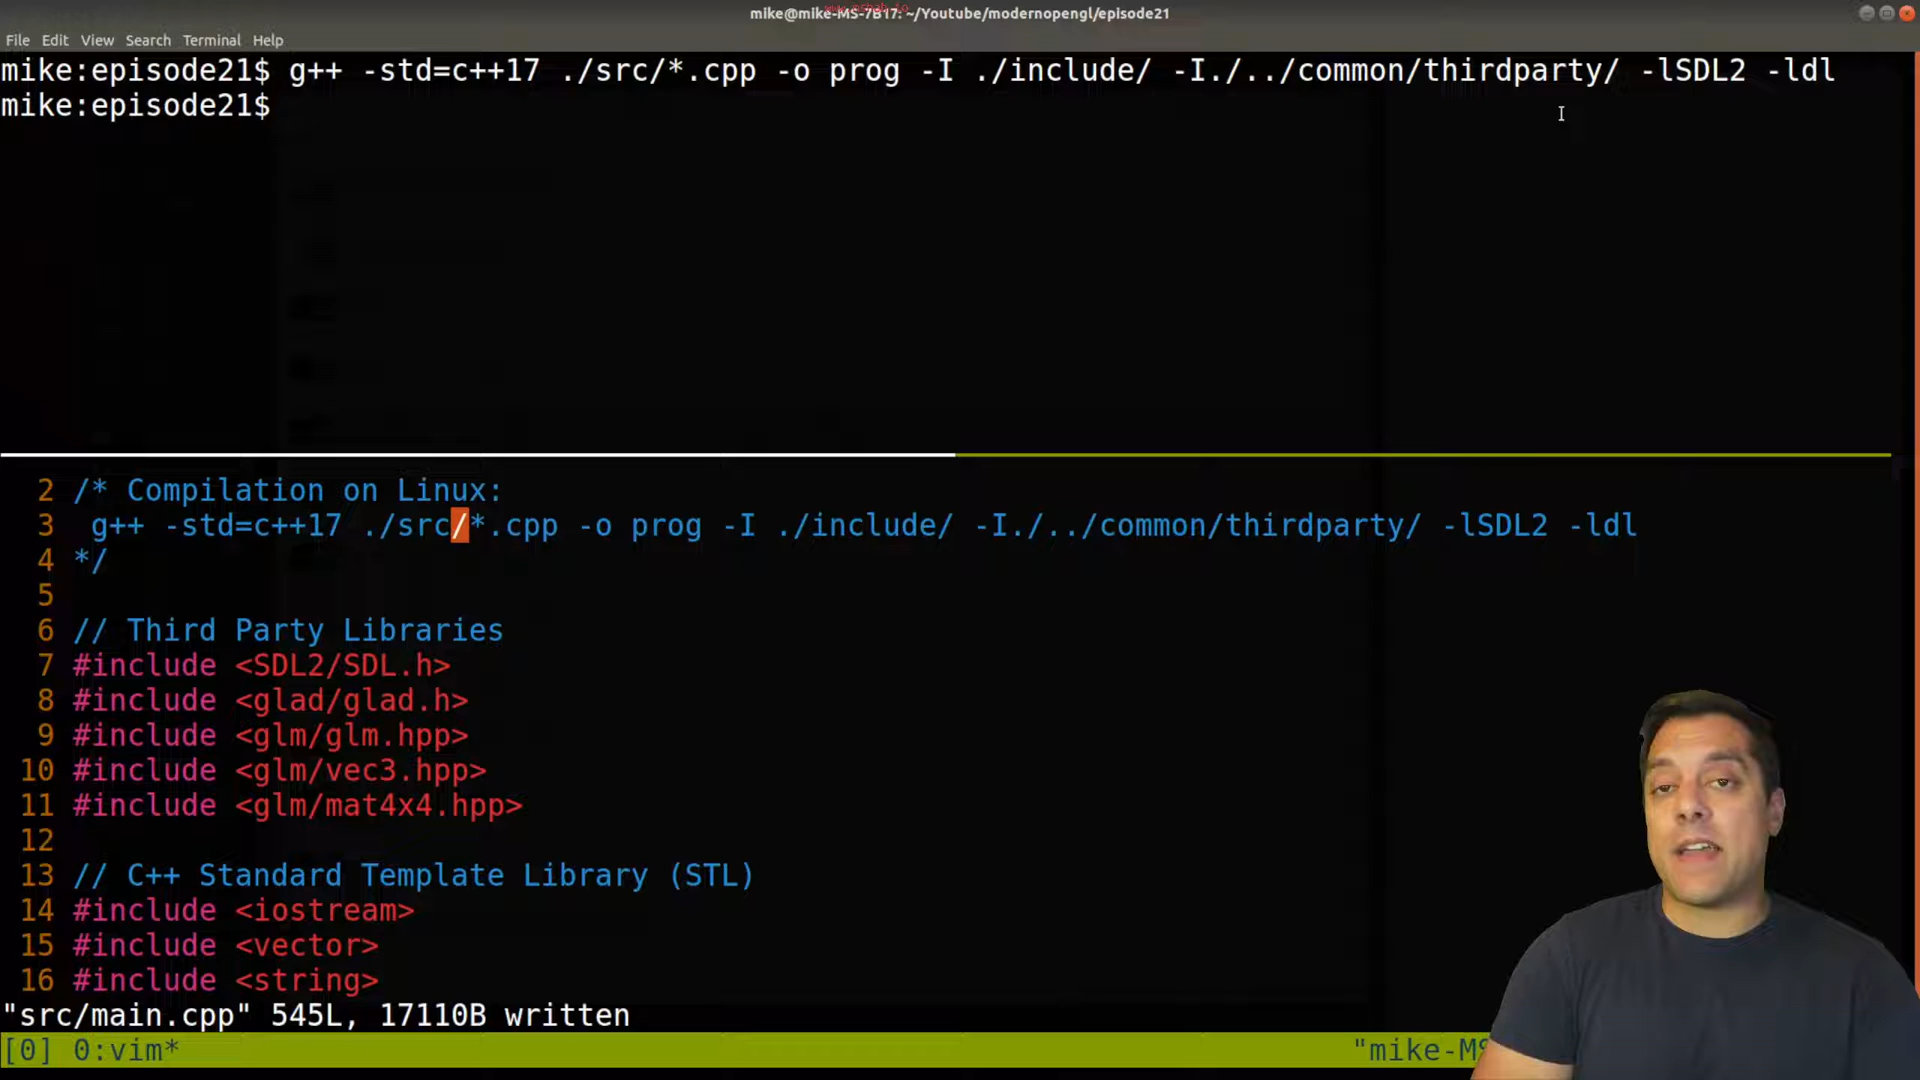 mike@mike-MS-7B17: ~/Youtube/modernopengl/episode21
File Edit View Search Terminal Help
mike:episode21$ g++ -std=c++17 ./src/*.cpp -o prog -I ./include/ -I./../common/thirdparty/ -lSDL2 -ldl
mike:episode21$
2 /* Compilation on Linux:
3 g++ -std=c++17 ./src/*.cpp -o prog -I ./include/ -I./../common/thirdparty/ -lSDL2 -ldl
4 */
5
6 // Third Party Libraries
7 #include <SDL2/SDL.h>
8 #include <glad/glad.h>
9 #include <glm/glm.hpp>
10 #include <glm/vec3.hpp>
11 #include <glm/mat4x4.hpp>
12
13 // C++ Standard Template Library (STL)
14 #include <iostream>
15 #include <vector>
16 #include <string>
"src/main.cpp" 545L, 17110B written
[0] 0:vim* "mike-MS